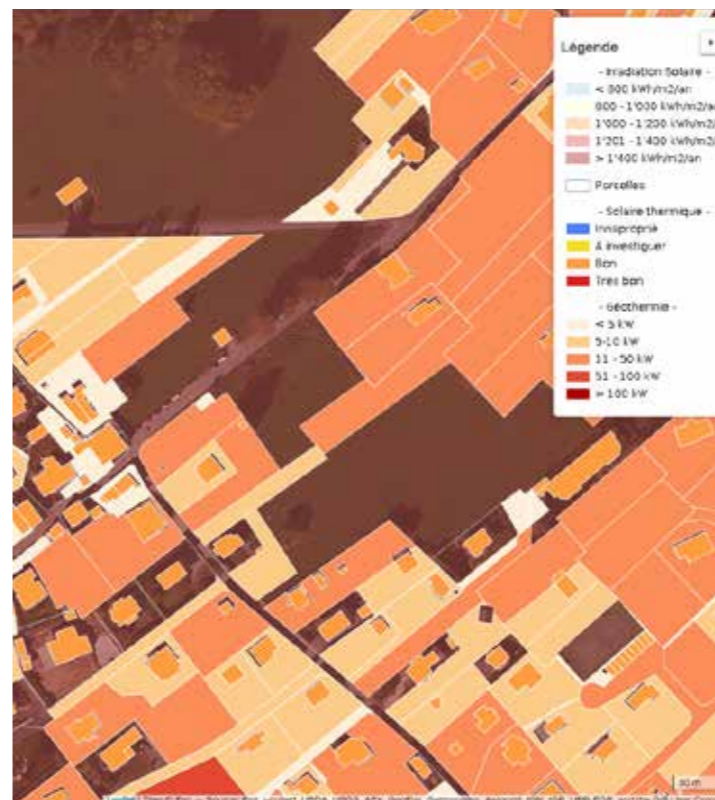 Légende
- Irradiation Solaire -
< 800 kWh/m2/an
800 - 1'000 kWh/m2/an
1'000 - 1'200 kWh/m2/
1'201 - 1'400 kWh/m2/
> 1'400 kWh/m2/an
Parcelles
- Solaire thermique -
Inapproprié
A investiguer
Bon
Très bon
- Géothermie -
< 5 kW
5-10 kW
11 - 50 kW
51 - 100 kW
> 100 kW